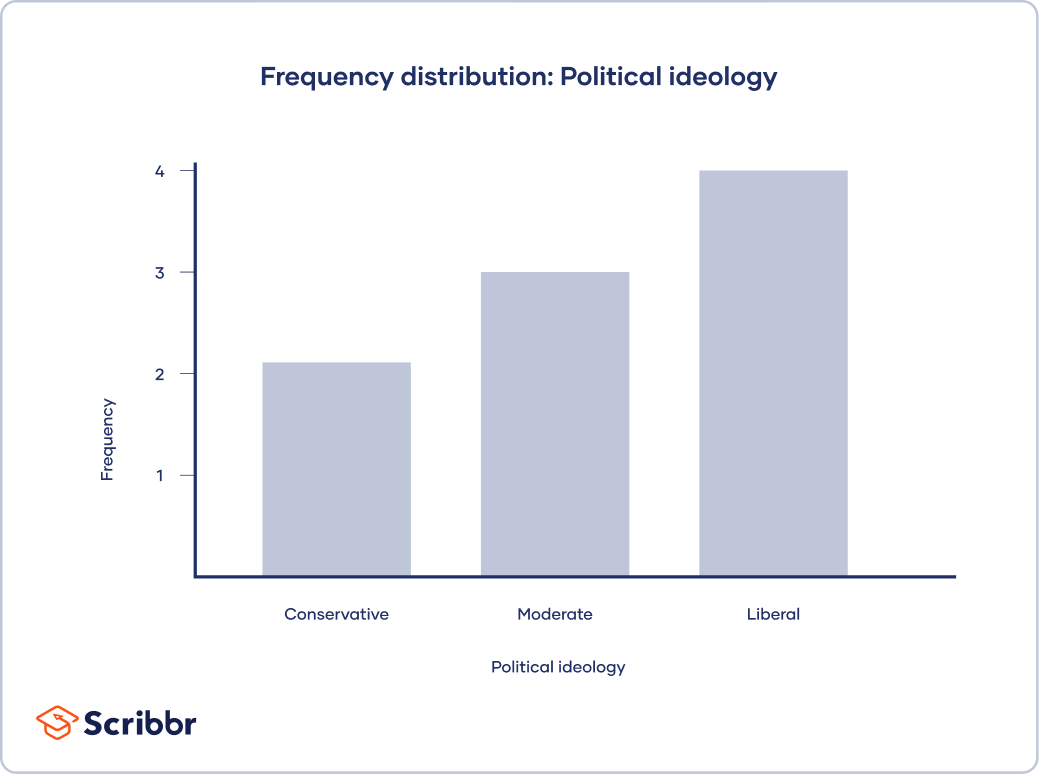 Frequency distribution: Political ideology
4
3
2
1
Frequency
Conservative
Moderate
Liberal
Political ideology
Scribbr